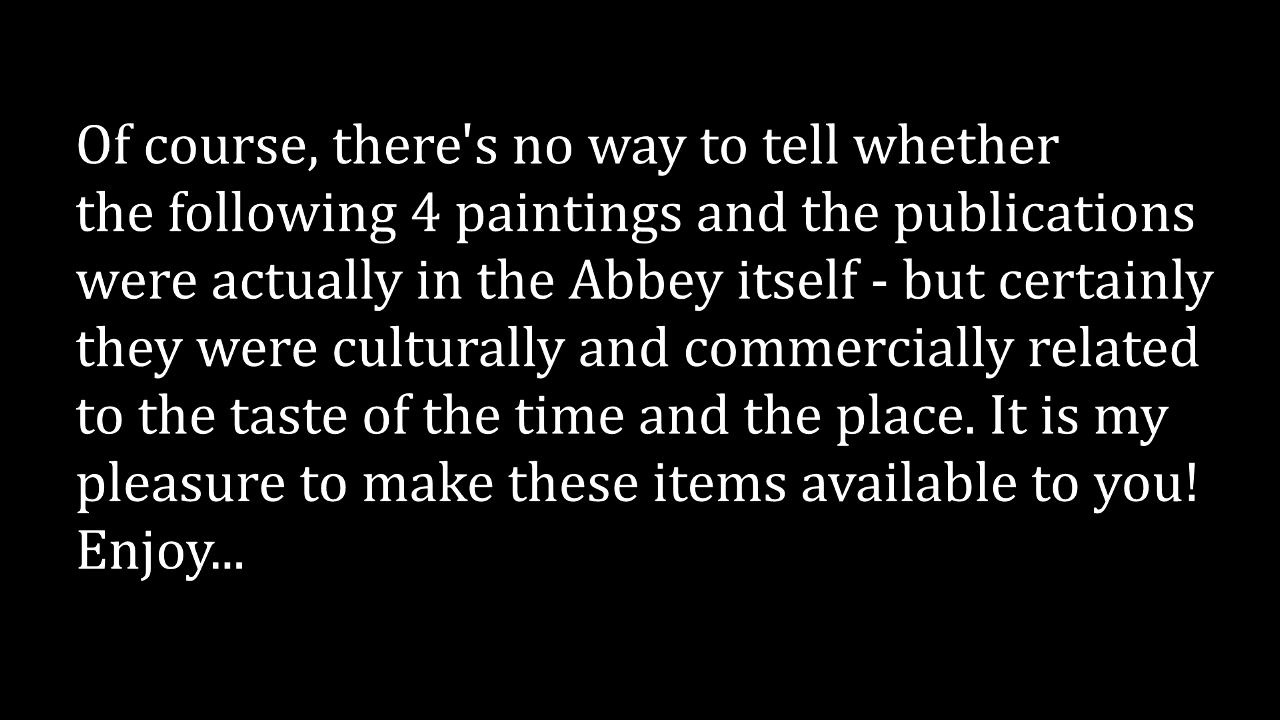 Of course, there's no way to tell whether
the following 4 paintings and the publications
were actually in the Abbey itself - but certainly
they were culturally and commercially related
to the taste of the time and the place. It is my
pleasure to make these items available to you!
Enjoy...